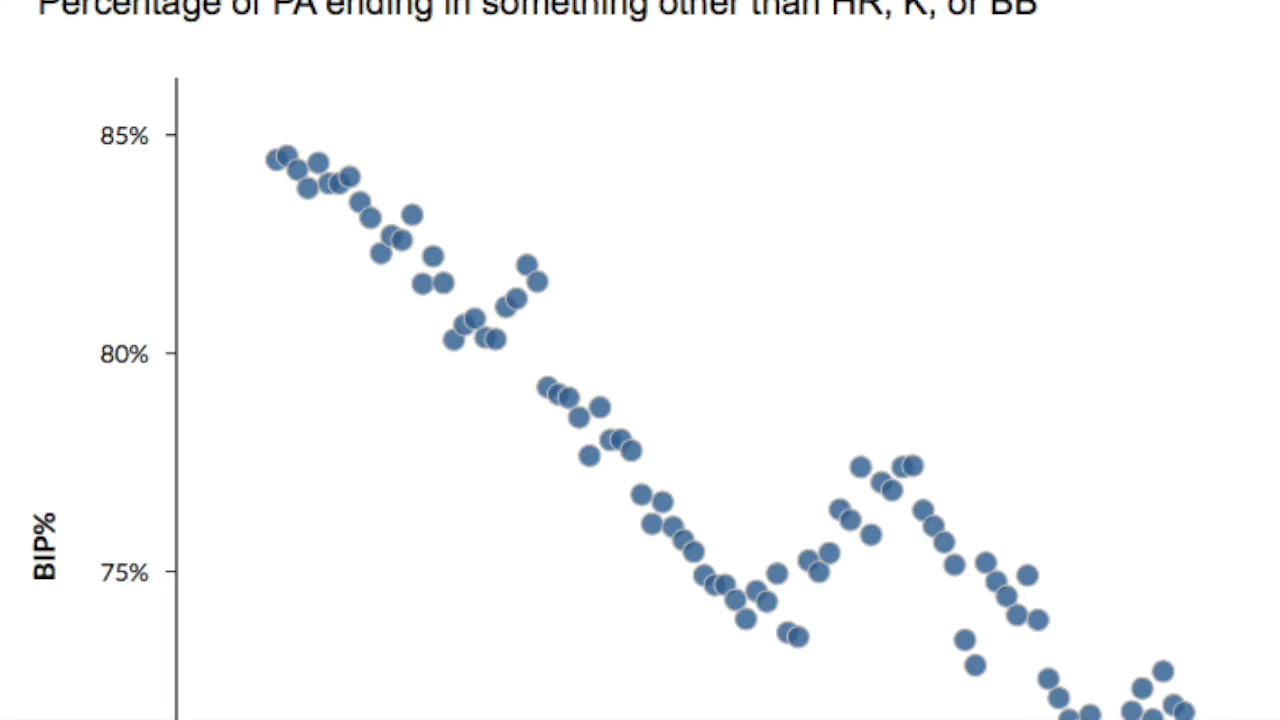 Percentage of PA ending in something other than HR, K, or BB
85%
80%
BIP%
75%